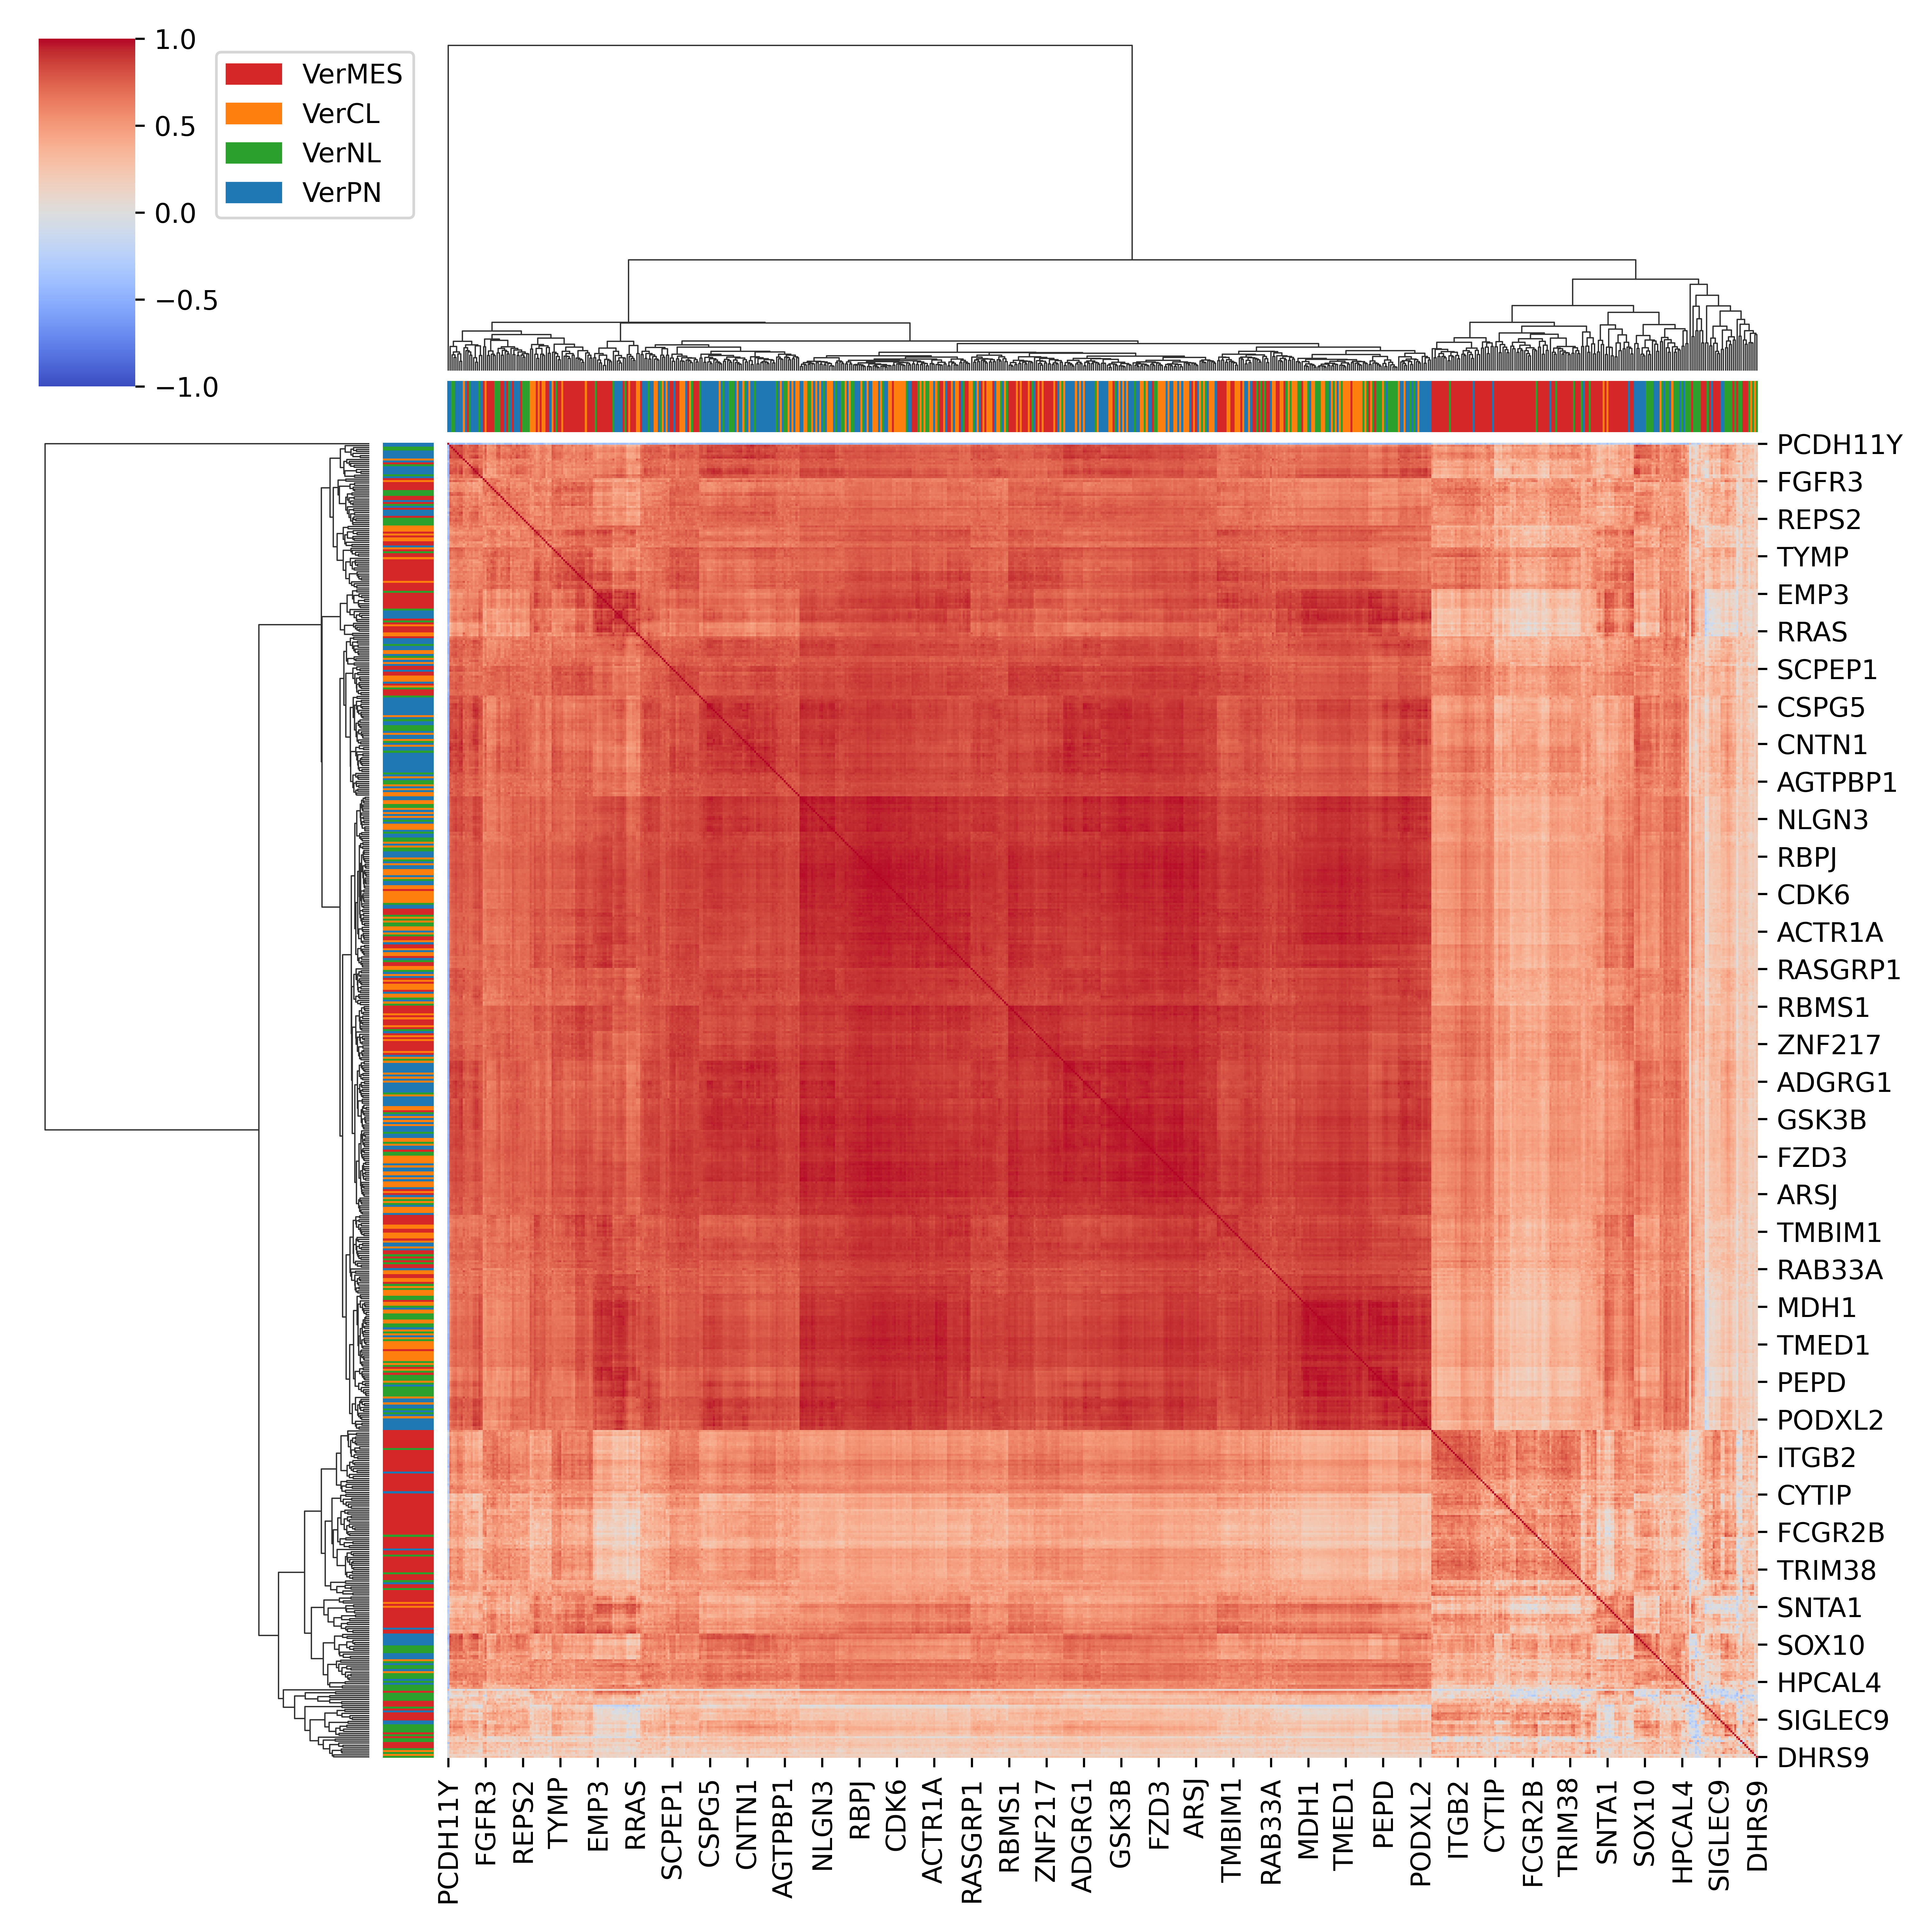 1.0
0.5
0.0
−0.5
−1.0
VerMES
VerCL
VerNL
VerPN
PCDH11Y
FGFR3
REPS2
TYMP
EMP3
RRAS
SCPEP1
CSPG5
CNTN1
AGTPBP1
NLGN3
RBPJ
CDK6
ACTR1A
RASGRP1
RBMS1
ZNF217
ADGRG1
GSK3B
FZD3
ARSJ
TMBIM1
RAB33A
MDH1
TMED1
PEPD
PODXL2
ITGB2
CYTIP
FCGR2B
TRIM38
SNTA1
SOX10
HPCAL4
SIGLEC9
DHRS9
PCDH11Y
FGFR3
REPS2
TYMP
EMP3
RRAS
SCPEP1
CSPG5
CNTN1
AGTPBP1
NLGN3
RBPJ
CDK6
ACTR1A
RASGRP1
RBMS1
ZNF217
ADGRG1
GSK3B
FZD3
ARSJ
TMBIM1
RAB33A
MDH1
TMED1
PEPD
PODXL2
ITGB2
CYTIP
FCGR2B
TRIM38
SNTA1
SOX10
HPCAL4
SIGLEC9
DHRS9